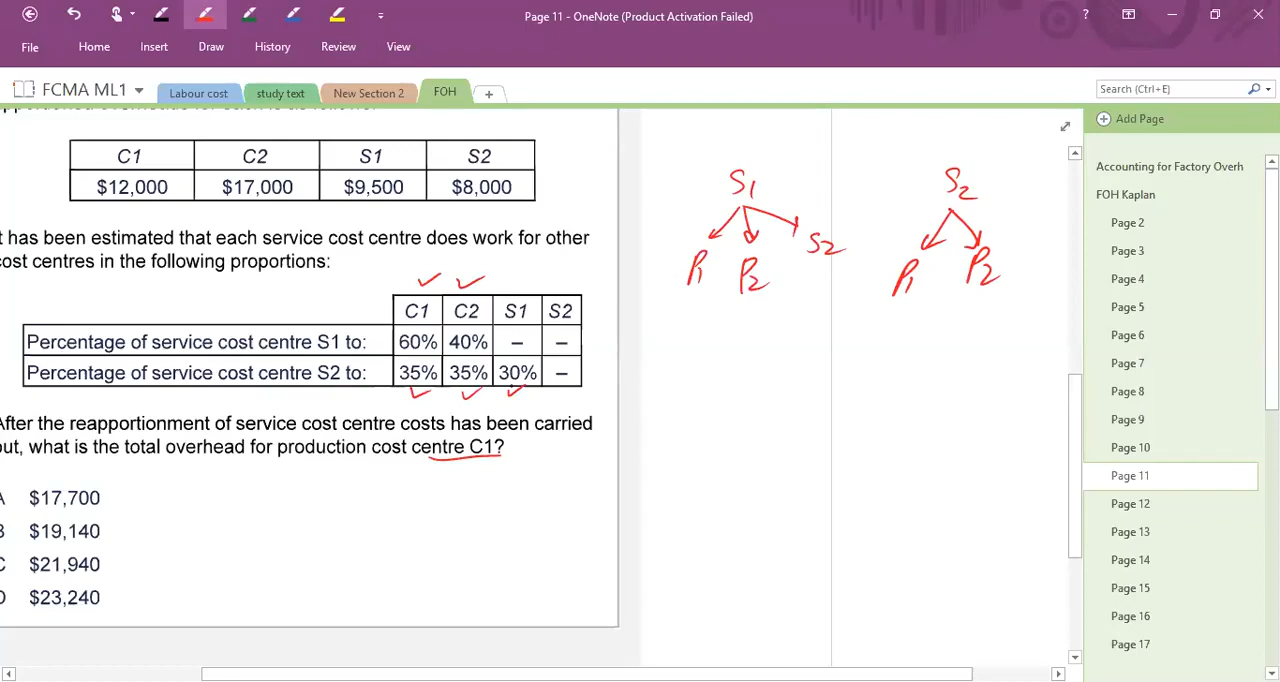 Page 11 - OneNote (Product Activation Failed)
?
File
Home
Insert
Draw
History
Review
View
FCMA ML1
Labour cost
study text
New Section 2
FOH
Search (Ctrl+E)
Add Page
C1 C2 S1 S2
$12,000 $17,000 $9,500 $8,000
t has been estimated that each service cost centre does work for other
cost centres in the following proportions:
C1 C2 S1 S2
Percentage of service cost centre S1 to: 60% 40% – –
Percentage of service cost centre S2 to: 35% 35% 30% –
After the reapportionment of service cost centre costs has been carried
out, what is the total overhead for production cost centre C1?
A $17,700
B $19,140
C $21,940
D $23,240
S1
P1 P2 S2
S2
P1 P2
Accounting for Factory Overh
FOH Kaplan
Page 2
Page 3
Page 4
Page 5
Page 6
Page 7
Page 8
Page 9
Page 10
Page 11
Page 12
Page 13
Page 14
Page 15
Page 16
Page 17